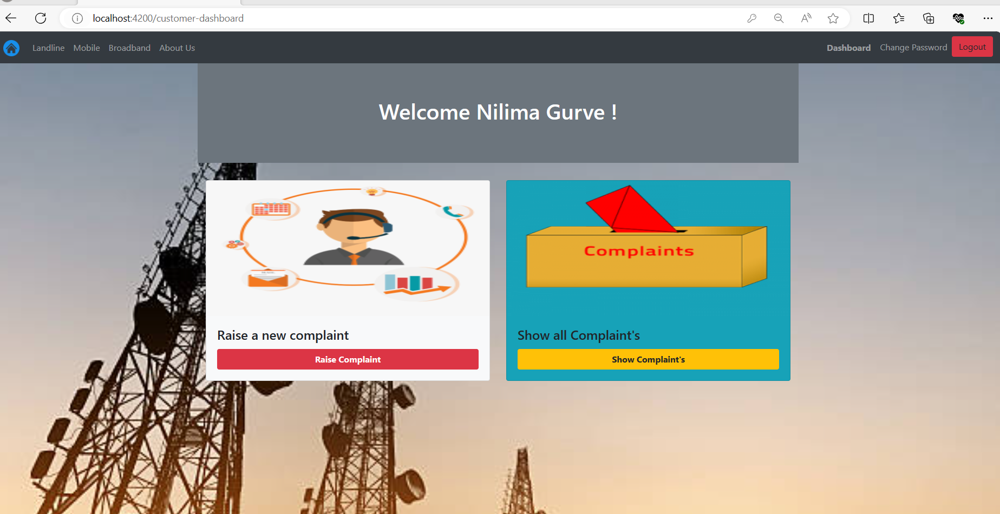 localhost:4200/customer-dashboard
Landline Mobile Broadband About Us Dashboard Change Password Logout
Welcome Nilima Gurve !
Complaints
Raise a new complaint
Raise Complaint
Show all Complaint's
Show Complaint's